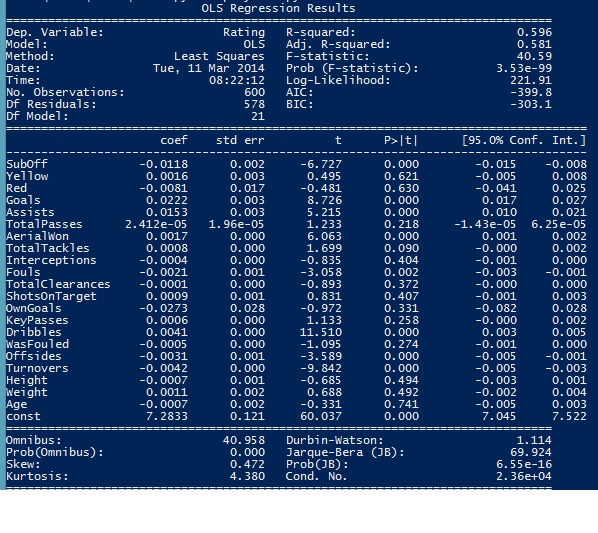 OLS Regression Results
Dep. Variable: Rating R-squared: 0.596
Model: OLS Adj. R-squared: 0.581
Method: Least Squares F-statistic: 40.59
Date: Tue, 11 Mar 2014 Prob (F-statistic): 3.53e-99
Time: 08:22:12 Log-Likelihood: 221.91
No. Observations: 600 AIC: -399.8
Df Residuals: 578 BIC: -303.1
Df Model: 21
coef std err t P>|t| [95.0% Conf. Int.]
SubOff -0.0118 0.002 -6.727 0.000 -0.015 -0.008
Yellow 0.0016 0.003 0.495 0.621 -0.005 0.008
Red -0.0081 0.017 -0.481 0.630 -0.041 0.025
Goals 0.0222 0.003 8.726 0.000 0.017 0.027
Assists 0.0153 0.003 5.215 0.000 0.010 0.021
TotalPasses 2.412e-05 1.96e-05 1.233 0.218 -1.43e-05 6.25e-05
AerialWon 0.0017 0.000 6.063 0.000 0.001 0.002
TotalTackles 0.0008 0.000 1.699 0.090 -0.000 0.002
Interceptions -0.0004 0.000 -0.835 0.404 -0.001 0.000
Fouls -0.0021 0.001 -3.058 0.002 -0.003 -0.001
TotalClearances -0.0001 0.000 -0.893 0.372 -0.000 0.000
ShotsOnTarget 0.0009 0.001 0.831 0.407 -0.001 0.003
OwnGoals -0.0273 0.028 -0.972 0.331 -0.082 0.028
KeyPasses 0.0006 0.000 1.133 0.258 -0.000 0.002
Dribbles 0.0041 0.000 11.510 0.000 0.003 0.005
WasFouled -0.0005 0.000 -1.095 0.274 -0.001 0.000
Offsides -0.0031 0.001 -3.589 0.000 -0.005 -0.001
Turnovers -0.0042 0.000 -9.842 0.000 -0.005 -0.003
Height -0.0007 0.001 -0.685 0.494 -0.003 0.001
Weight 0.0011 0.002 0.688 0.492 -0.002 0.004
Age -0.0007 0.002 -0.331 0.741 -0.005 0.003
const 7.2833 0.121 60.037 0.000 7.045 7.522
Omnibus: 40.958 Durbin-Watson: 1.114
Prob(Omnibus): 0.000 Jarque-Bera (JB): 69.924
Skew: 0.472 Prob(JB): 6.55e-16
Kurtosis: 4.380 Cond. No. 2.36e+04